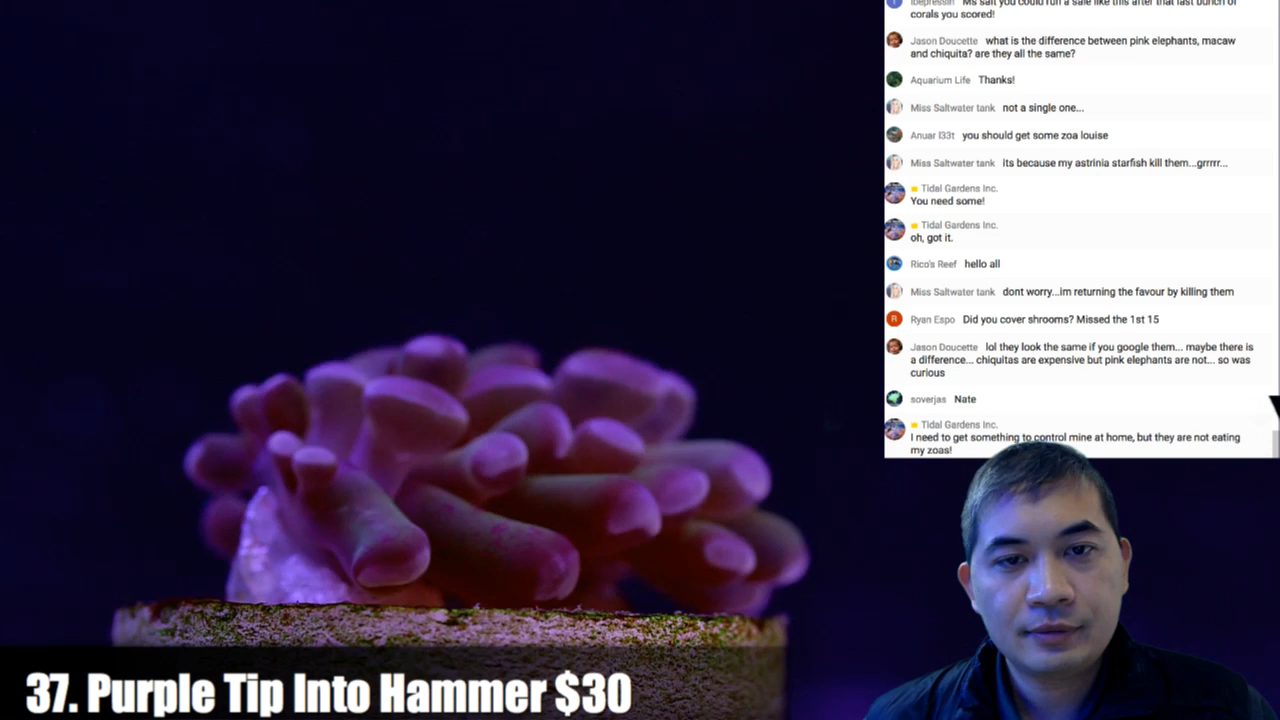 Ms salt you could run a sale like this after that last bunch of
corals you scored!
Jason Doucette what is the difference between pink elephants, macaw
and chiquita? are they all the same?
Aquarium Life Thanks!
Miss Saltwater tank not a single one...
Anuar l33t you should get some zoa louise
Miss Saltwater tank its because my astrinia starfish kill them...grrrrr...
Tidal Gardens Inc.
You need some!
Tidal Gardens Inc.
oh, got it.
Rico's Reef hello all
Miss Saltwater tank dont worry...im returning the favour by killing them
R Ryan Espo Did you cover shrooms? Missed the 1st 15
Jason Doucette lol they look the same if you google them... maybe there is
a difference... chiquitas are expensive but pink elephants are not... so was
curious
soverjas Nate
Tidal Gardens Inc.
I need to get something to control mine at home, but they are not eating
my zoas!
37. Purple Tip Into Hammer $30